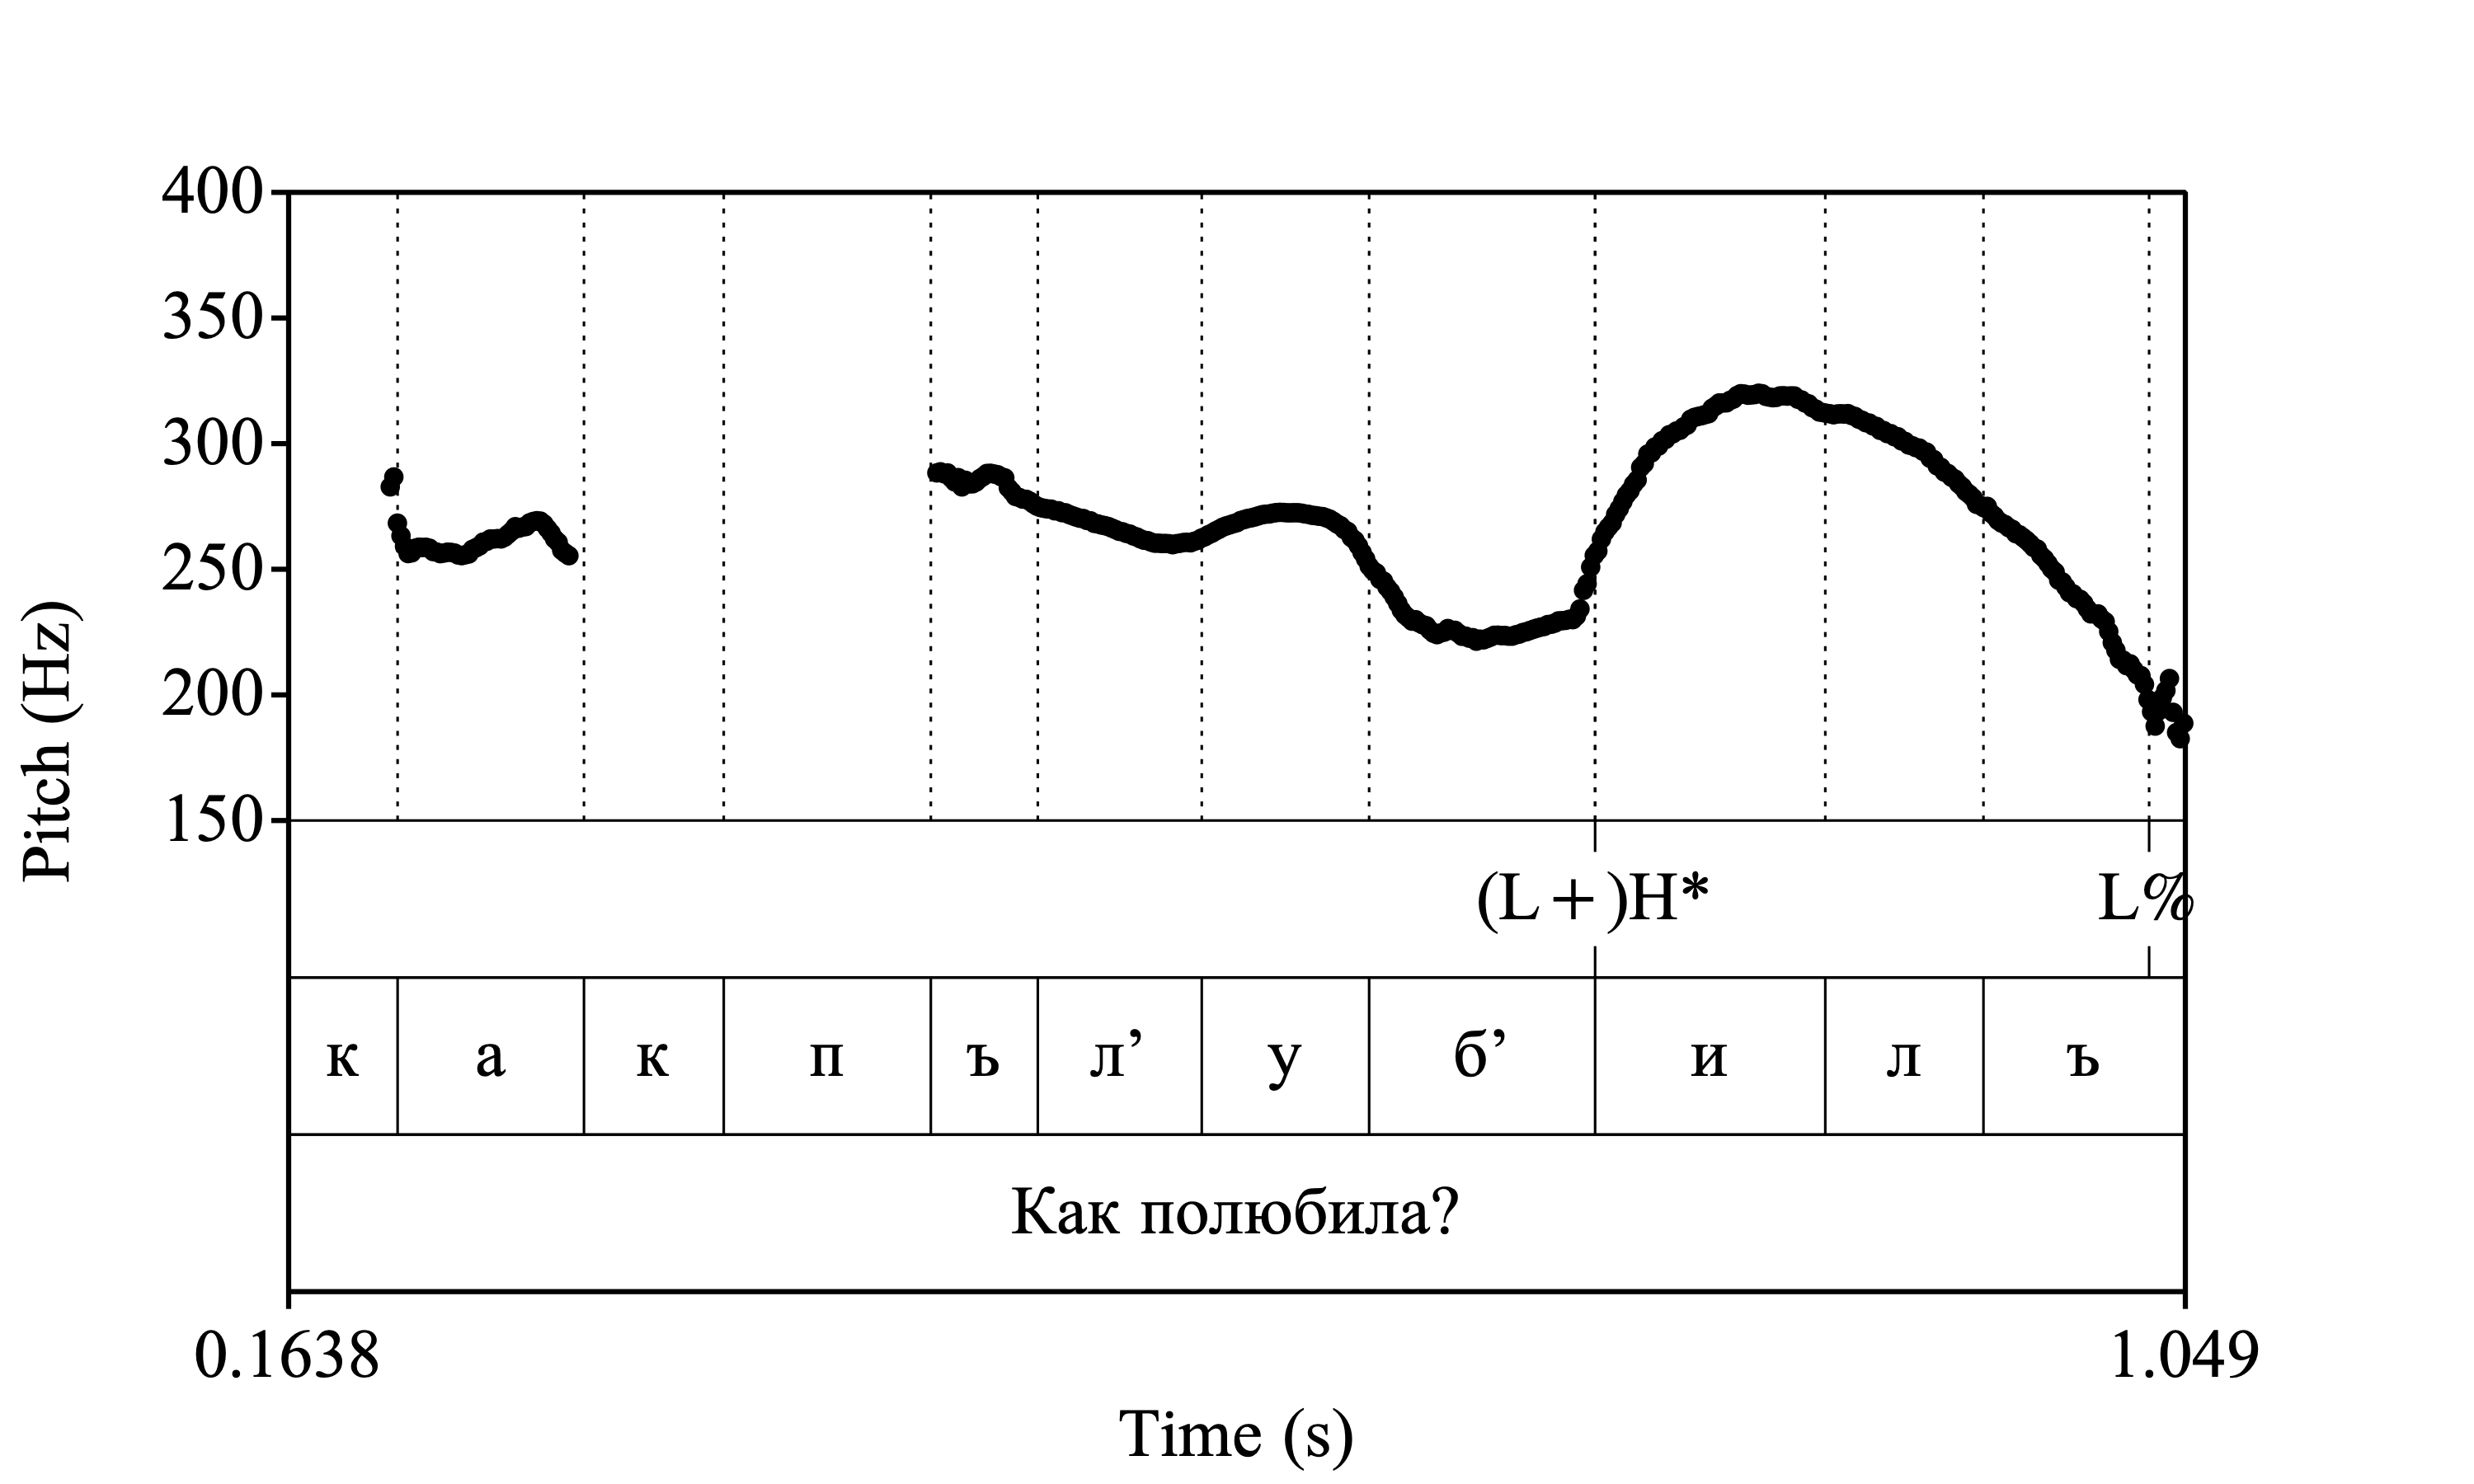 400
350
300
250
200
150
Pitch (Hz)
(L + )H* L%
к а к п ъ л’ у б’ и л ъ
Как полюбила?
0.1638 1.049
Time (s)